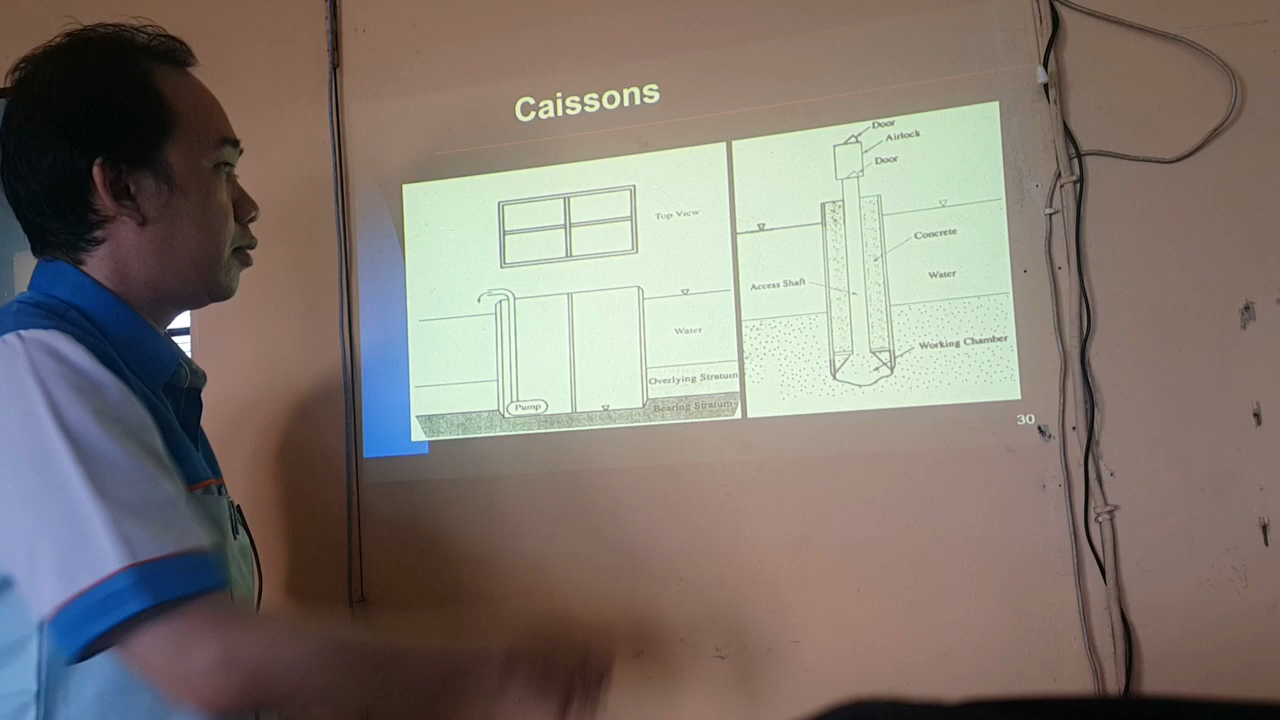 Caissons
Top View
Water
Overlying Stratum
Bearing Stratum
Pump
Door
Airlock
Door
Concrete
Access Shaft
Water
Working Chamber
30